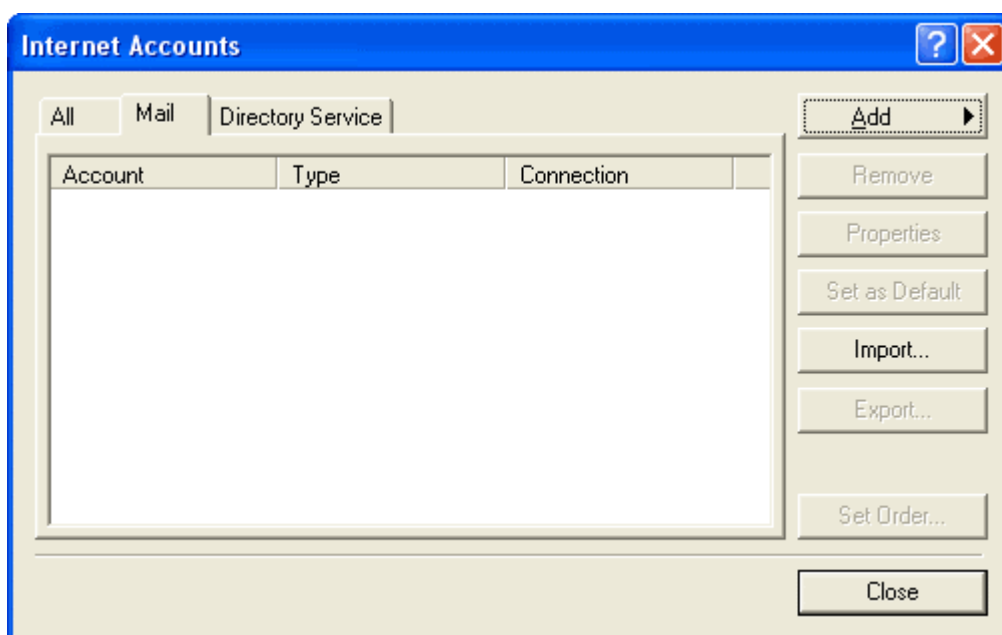 Internet Accounts
All Mail Directory Service
Add
Account Type Connection
Remove
Properties
Set as Default
Import...
Export...
Set Order...
Close